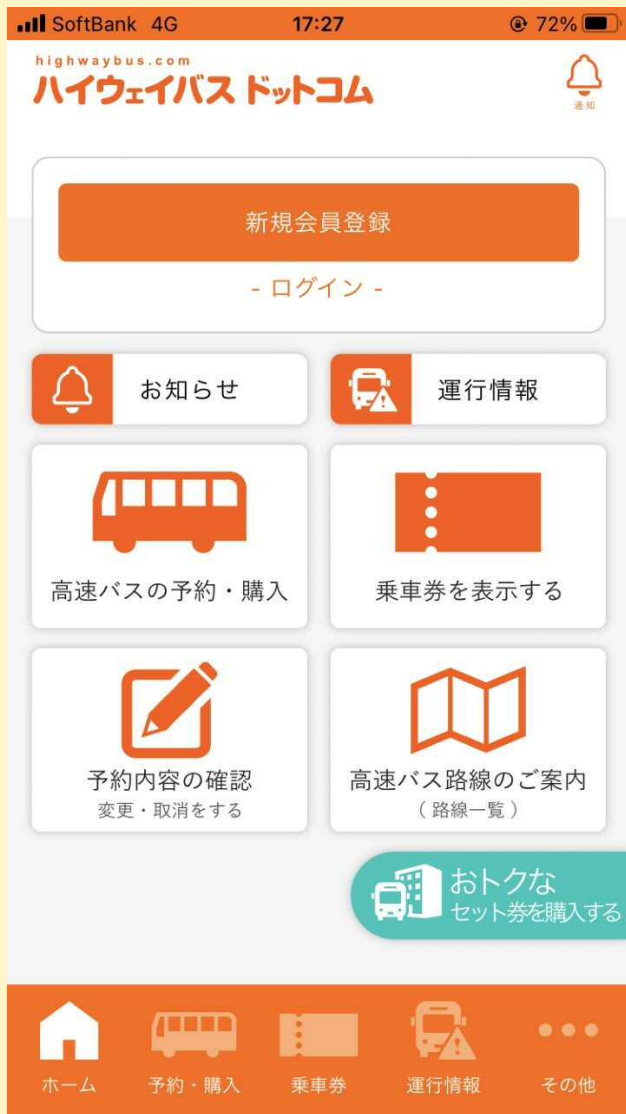 SoftBank 4G 17:27 72%
highwaybus.com
ハイウェイバス ドットコム
通知
新規会員登録
- ログイン -
お知らせ
運行情報
高速バスの予約・購入
乗車券を表示する
予約内容の確認
変更・取消をする
高速バス路線のご案内
(路線一覧)
おトクな
セット券を購入する
ホーム
予約・購入
乗車券
運行情報
その他